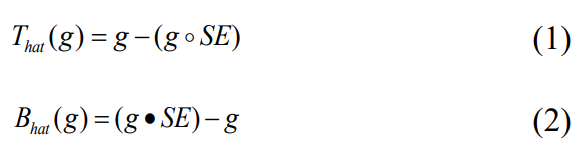 T_hat(g) = g − (g ∘ SE) (1)
B_hat(g) = (g • SE) − g (2)